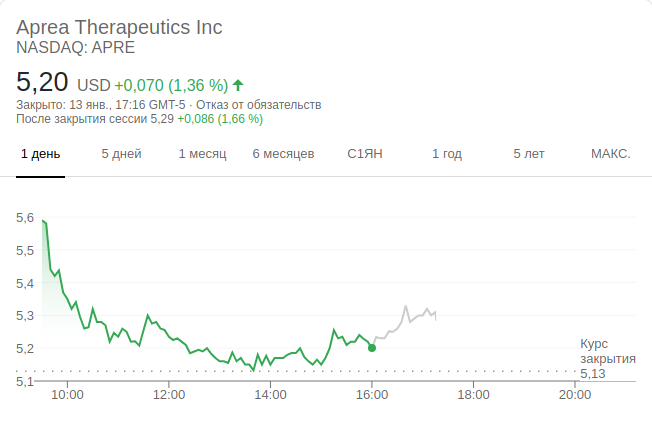 Aprea Therapeutics Inc
NASDAQ: APRE
5,20 USD +0,070 (1,36 %)
Закрыто: 13 янв., 17:16 GMT-5 · Отказ от обязательств
После закрытия сессии 5,29 +0,086 (1,66 %)
1 день 5 дней 1 месяц 6 месяцев С1ЯН 1 год 5 лет МАКС.
5,6
5,5
5,4
5,3
5,2
5,1
Курс
закрытия
5,13
10:00 12:00 14:00 16:00 18:00 20:00